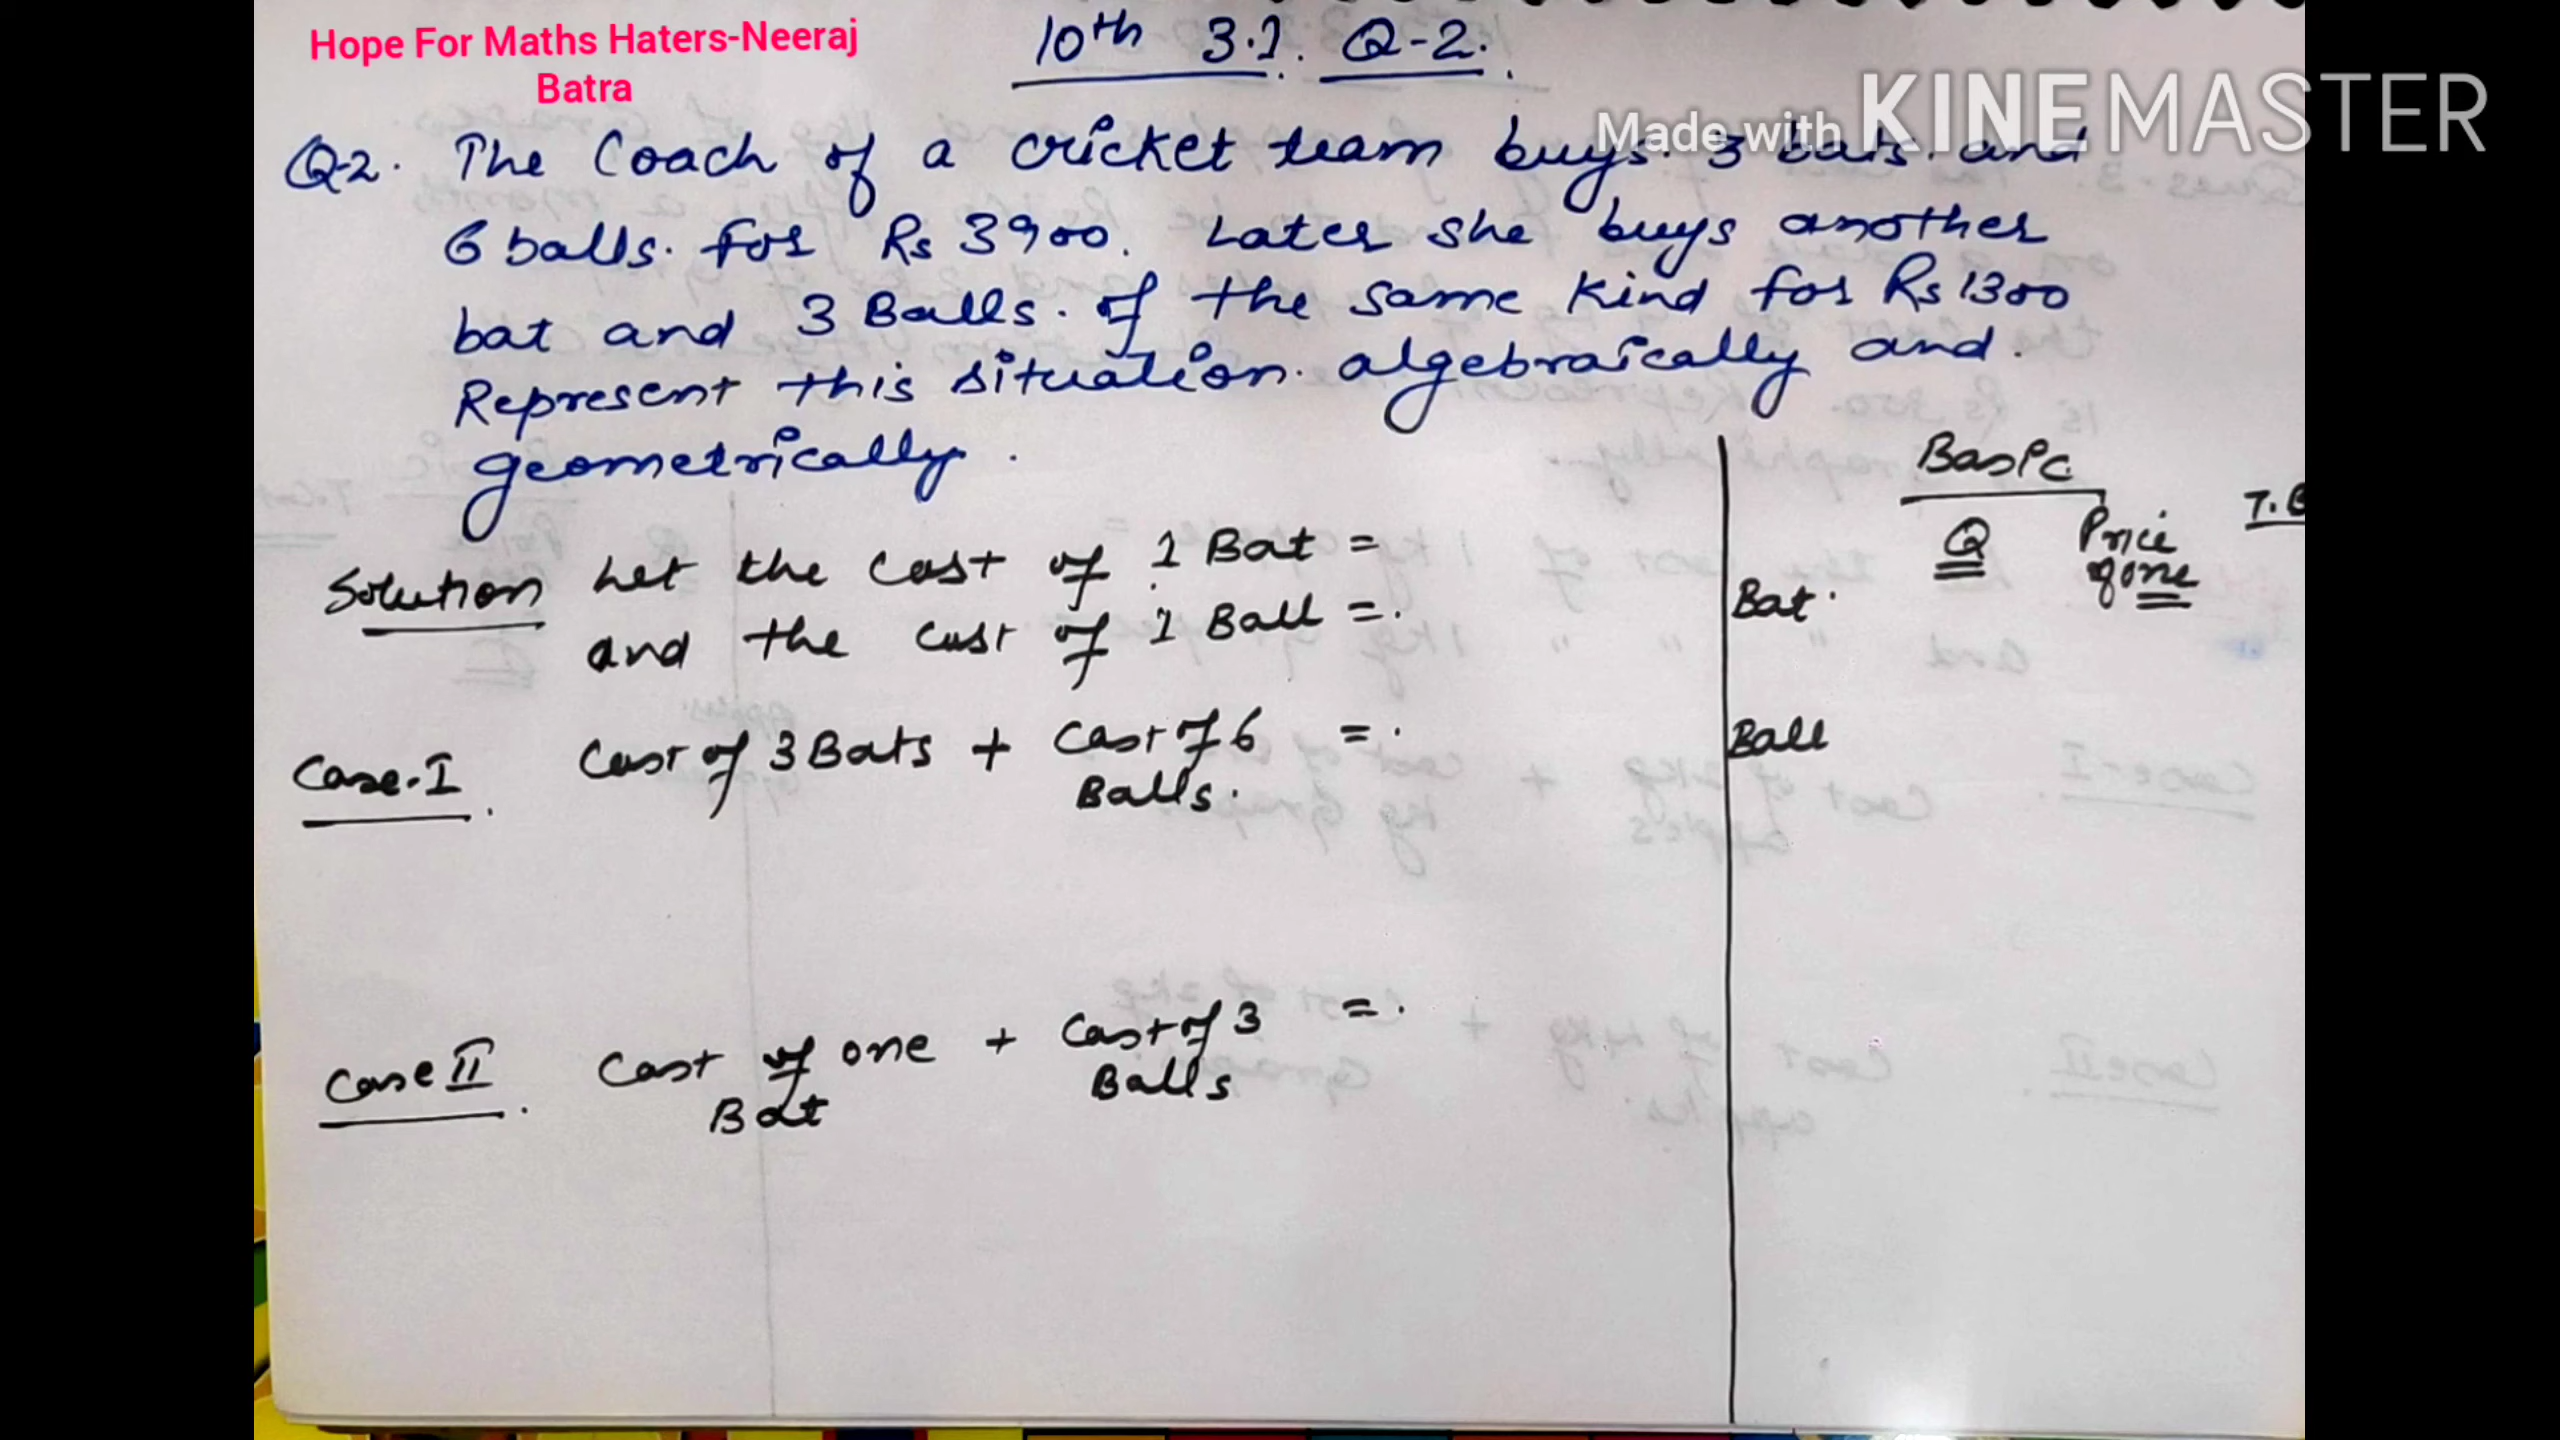 Hope For Maths Haters-Neeraj
Batra
10th 3.1. Q-2.
Made with KINEMASTER
Q-2. The Coach of a cricket team buys. 3 bats. and
6 balls. for Rs 3900. Later she buys another
bat and 3 Balls. of the same kind for Rs 1300
Represent this situation. algebraically and.
geometrically.
Basic
Q Price of one T.
Solution Let the Cost of 1 Bat =
Bat.
and the cost of 1 Ball =.
Case-I. Cost of 3 Bats + Cost of 6 =.
Balls.
Ball
Case II. Cost of one + Cost of 3 =.
Bat Balls